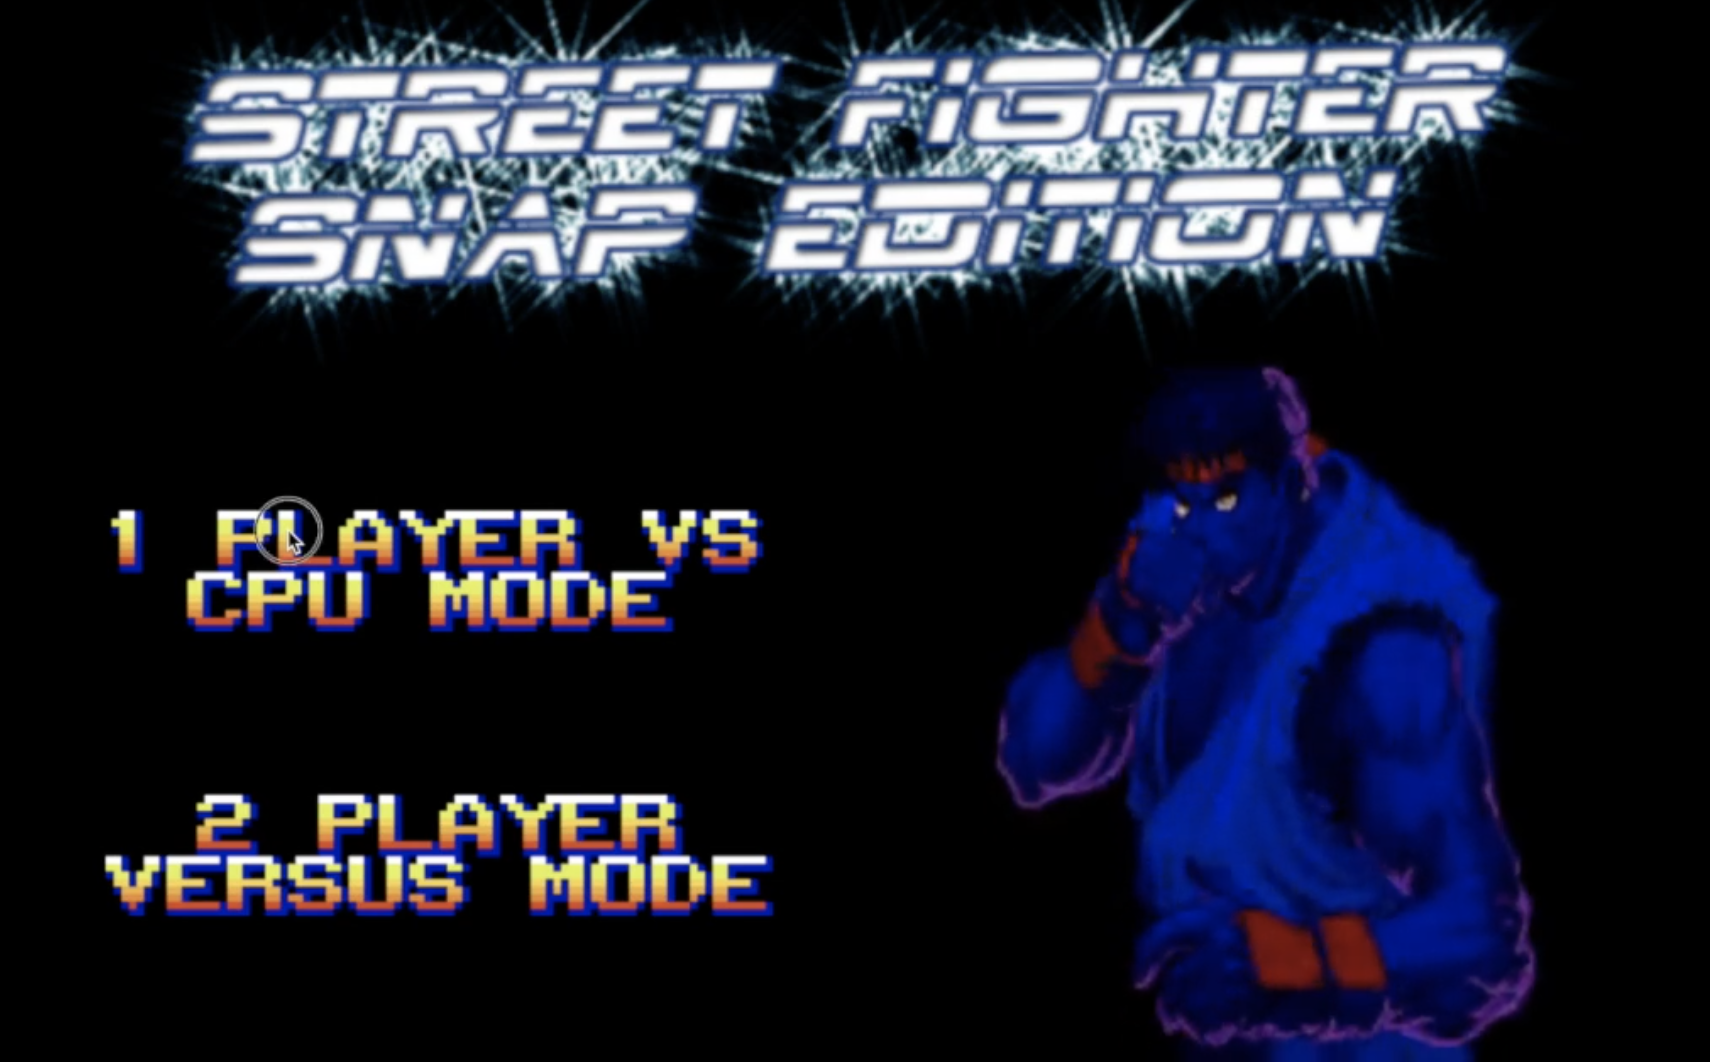 STREET FIGHTER
SNAP EDITION
1 PLAYER VS
CPU MODE
2 PLAYER
VERSUS MODE